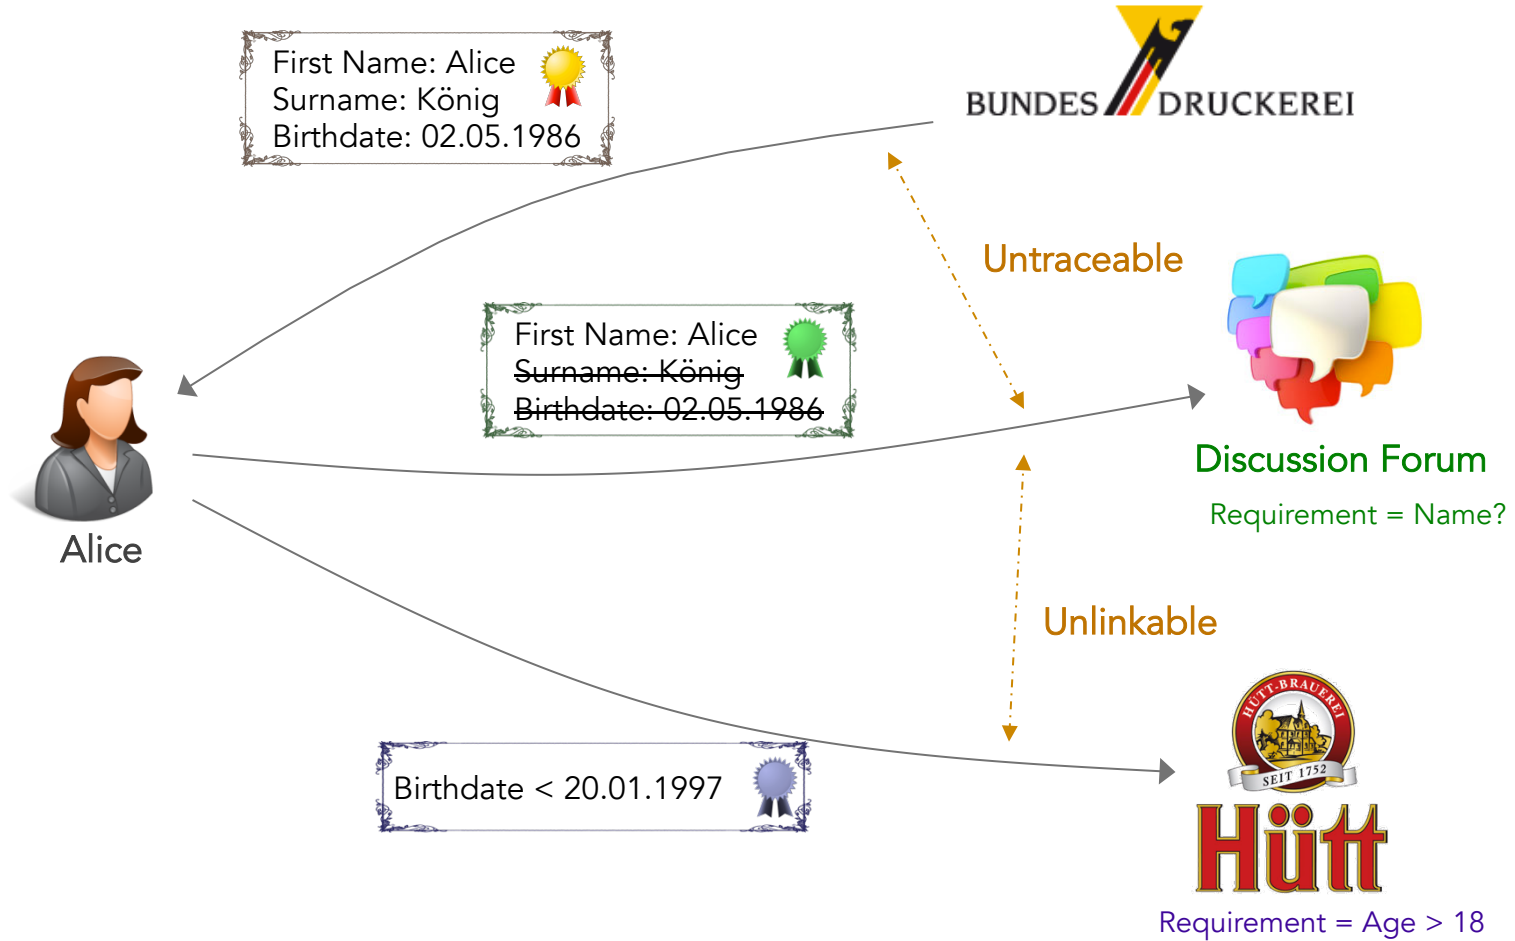 First Name: Alice
Surname: König
Birthdate: 02.05.1986
BUNDES DRUCKEREI
Untraceable
First Name: Alice
Surname: König
Birthdate: 02.05.1986
Discussion Forum
Requirement = Name?
Alice
Unlinkable
Birthdate < 20.01.1997
HÜTT-BRAUEREI
SEIT 1752
Hütt
Requirement = Age > 18